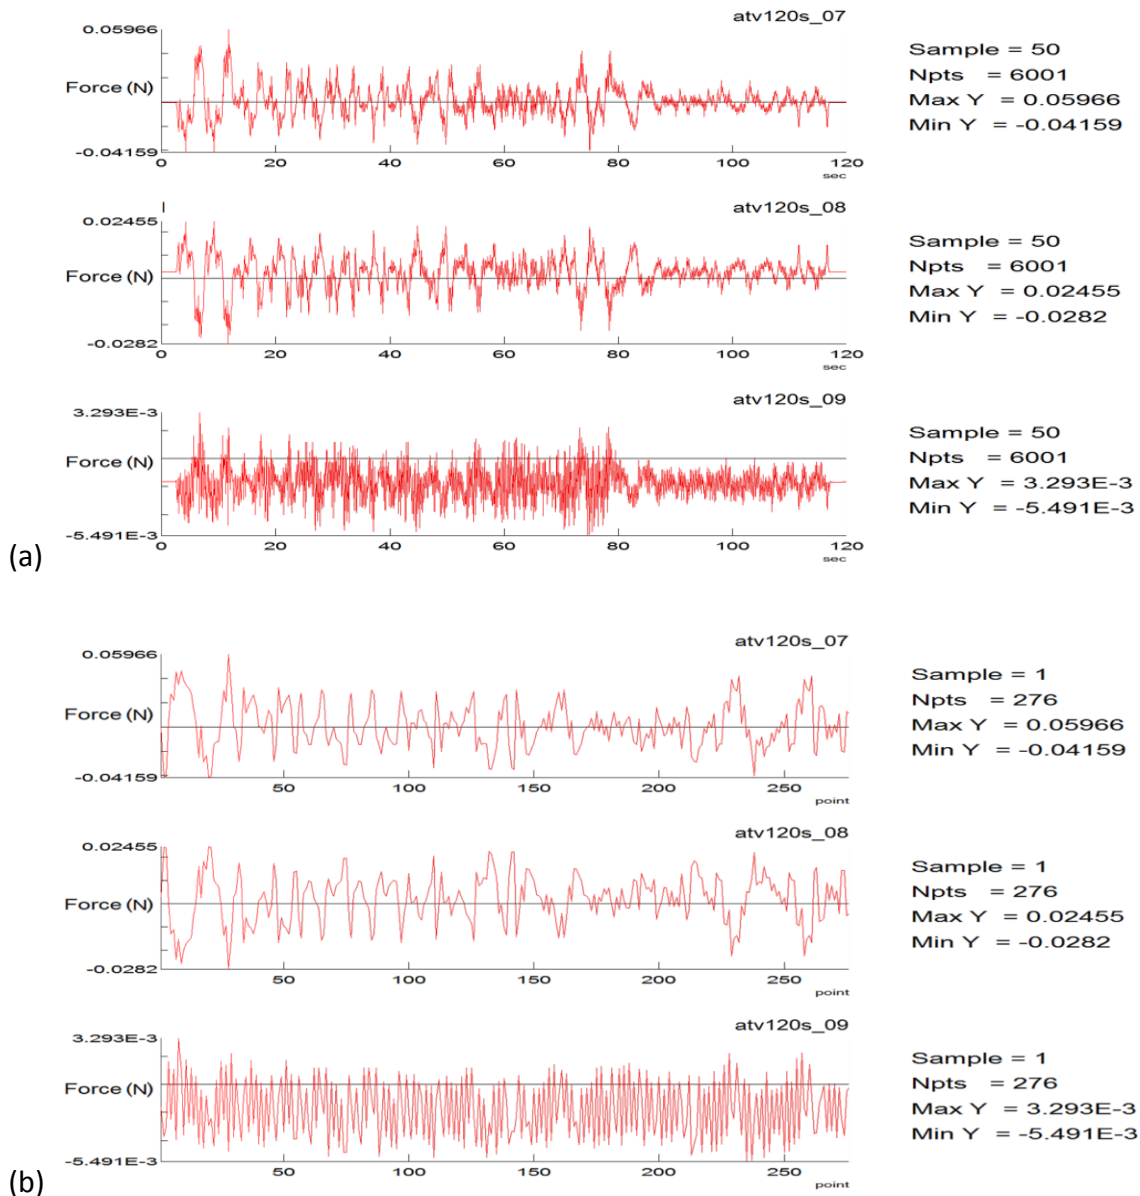 atv120s_07
0.05966
Force (N)
-0.04159
0 20 40 60 80 100 120
sec
Sample = 50
Npts = 6001
Max Y = 0.05966
Min Y = -0.04159
atv120s_08
0.02455
Force (N)
-0.0282
0 20 40 60 80 100 120
sec
Sample = 50
Npts = 6001
Max Y = 0.02455
Min Y = -0.0282
atv120s_09
3.293E-3
Force (N)
-5.491E-3
0 20 40 60 80 100 120
sec
Sample = 50
Npts = 6001
Max Y = 3.293E-3
Min Y = -5.491E-3
(a)
atv120s_07
0.05966
Force (N)
-0.04159
50 100 150 200 250
point
Sample = 1
Npts = 276
Max Y = 0.05966
Min Y = -0.04159
atv120s_08
0.02455
Force (N)
-0.0282
50 100 150 200 250
point
Sample = 1
Npts = 276
Max Y = 0.02455
Min Y = -0.0282
atv120s_09
3.293E-3
Force (N)
-5.491E-3
50 100 150 200 250
point
Sample = 1
Npts = 276
Max Y = 3.293E-3
Min Y = -5.491E-3
(b)